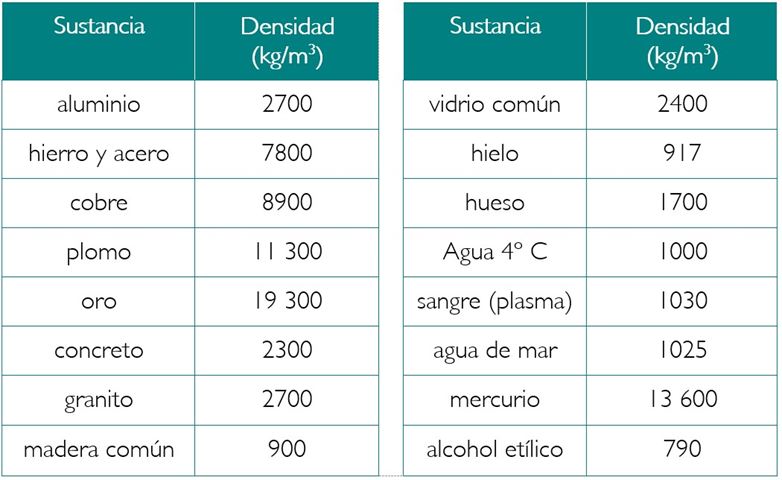 Sustancia Densidad
(kg/m³)
aluminio 2700
hierro y acero 7800
cobre 8900
plomo 11 300
oro 19 300
concreto 2300
granito 2700
madera común 900
Sustancia Densidad
(kg/m³)
vidrio común 2400
hielo 917
hueso 1700
Agua 4º C 1000
sangre (plasma) 1030
agua de mar 1025
mercurio 13 600
alcohol etílico 790